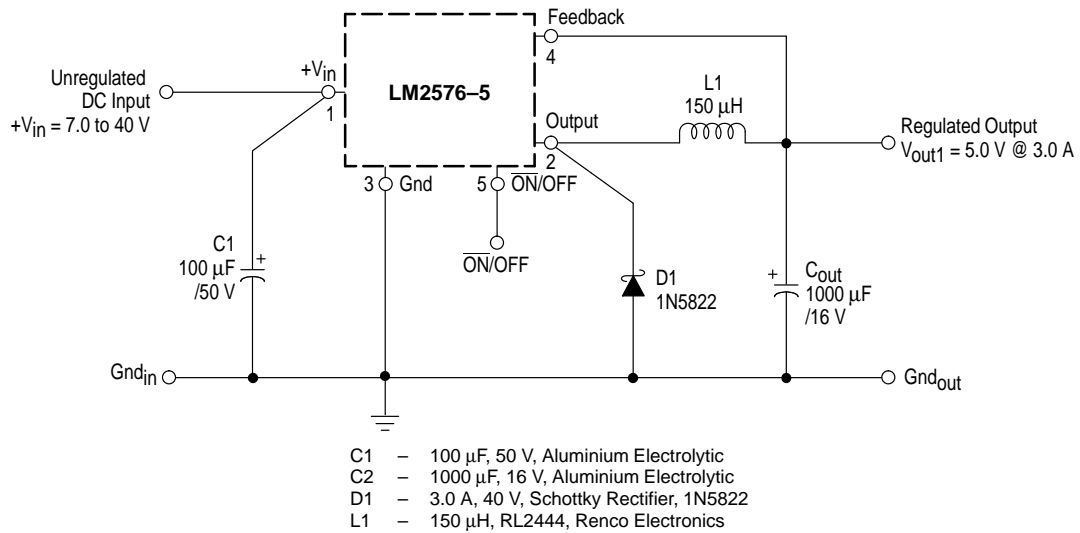 Feedback
4
Unregulated
DC Input
+Vin = 7.0 to 40 V
+Vin
1
LM2576–5
L1
150 μH
Output
2
Regulated Output
Vout1 = 5.0 V @ 3.0 A
3 Gnd
5 ON/OFF
ON/OFF
C1
100 μF
/50 V
+
D1
1N5822
+
Cout
1000 μF
/16 V
Gndin
Gndout
C1 – 100 μF, 50 V, Aluminium Electrolytic
C2 – 1000 μF, 16 V, Aluminium Electrolytic
D1 – 3.0 A, 40 V, Schottky Rectifier, 1N5822
L1 – 150 μH, RL2444, Renco Electronics